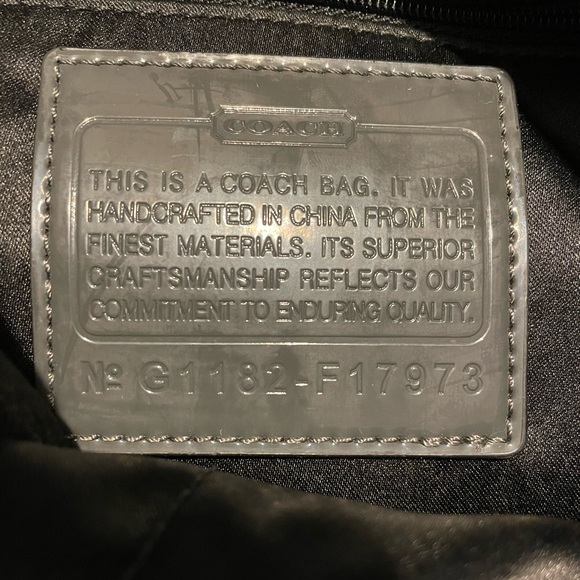 COACH
THIS IS A COACH BAG. IT WAS
HANDCRAFTED IN CHINA FROM THE
FINEST MATERIALS. ITS SUPERIOR
CRAFTSMANSHIP REFLECTS OUR
COMMITMENT TO ENDURING QUALITY.
Nº G1182-F17973